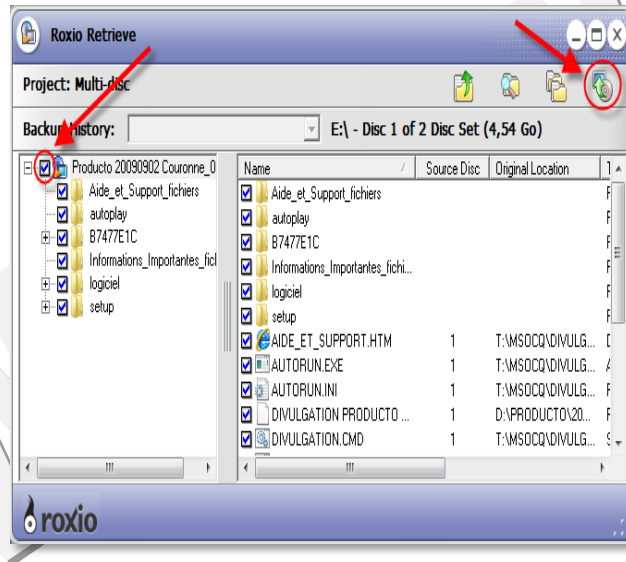 Roxio Retrieve
Project: Multi-disc
Backup History: E:\ - Disc 1 of 2 Disc Set (4,54 Go)
Producto 20090902 Couronne_0
Aide_et_Support_fichiers
autoplay
B7477E1C
Informations_Importantes_ficl
logiciel
setup
Name Source Disc Original Location
Aide_et_Support_fichiers
autoplay
B7477E1C
Informations_Importantes_fichi...
logiciel
setup
AIDE_ET_SUPPORT.HTM 1 T:\MSOCQ\DIVULG...
AUTORUN.EXE 1 T:\MSOCQ\DIVULG...
AUTORUN.INI 1 T:\MSOCQ\DIVULG...
DIVULGATION PRODUCTO ... 1 D:\PRODUCTO\20...
DIVULGATION.CMD 1 T:\MSOCQ\DIVULG...
roxio